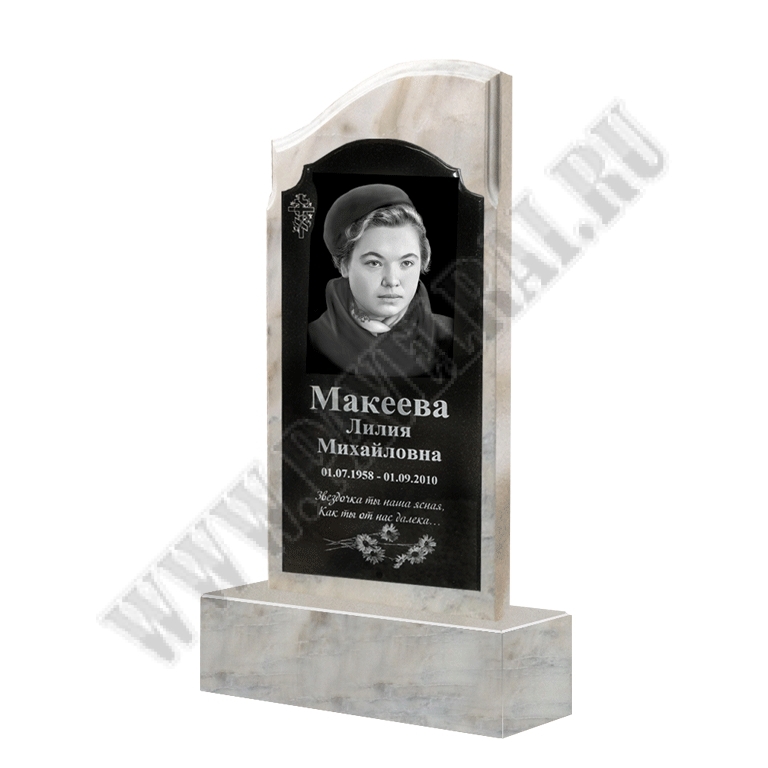 Макеева
Лилия
Михайловна
01.07.1958 - 01.09.2010
Звездочка ты наша ясная,
Как ты от нас далека...